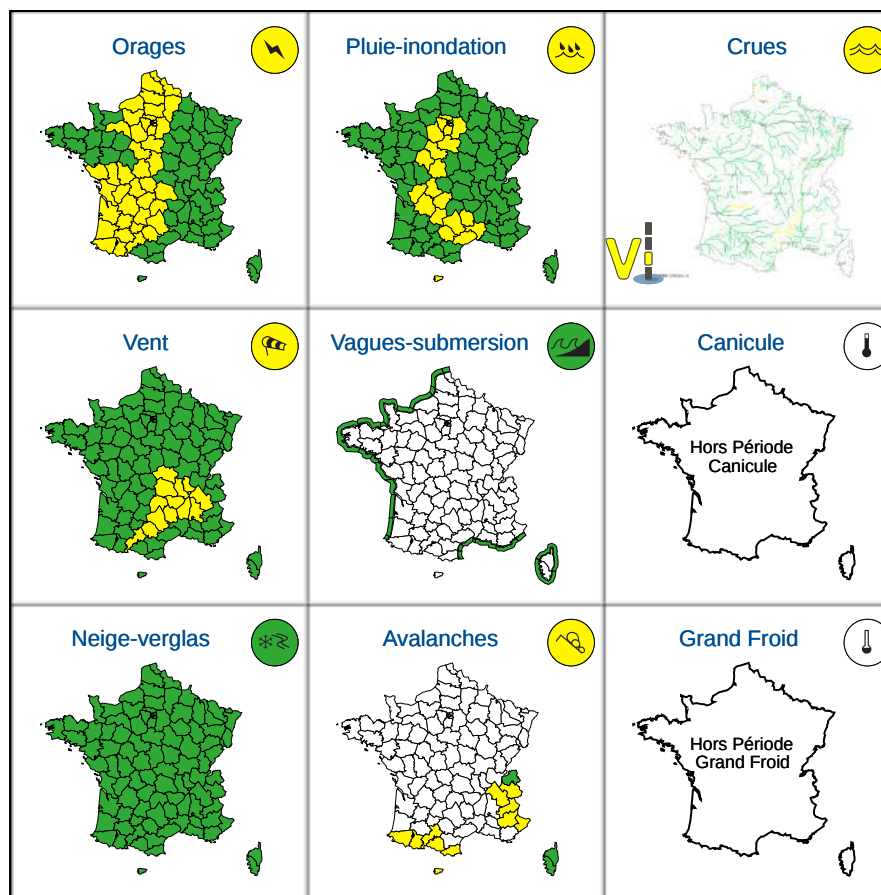 Orages
Pluie-inondation
Crues
Vi
Vent
Vagues-submersion
Canicule
Hors Période
Canicule
Neige-verglas
Avalanches
Grand Froid
Hors Période
Grand Froid